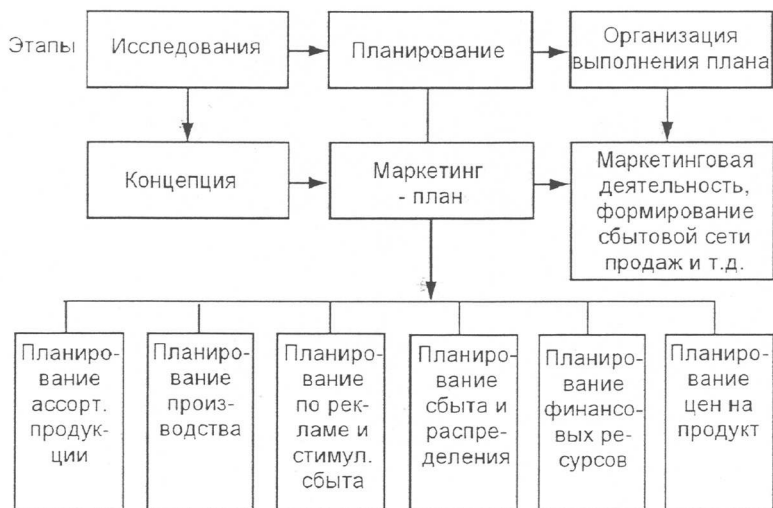 Этапы
Исследования
Планирование
Организация
выполнения плана
Концепция
Маркетинг
- план
Маркетинговая
деятельность,
формирование
сбытовой сети
продаж и т.д.
Планиро-
вание
ассорт.
продук-
ции
Планиро-
вание
произ-
водства
Планиро-
вание
по рек-
ламе и
стимул.
сбыта
Планиро-
вание
сбыта и
распре-
деления
Планиро-
вание
финансо-
вых ре-
сурсов
Планиро-
вание
цен на
продукт